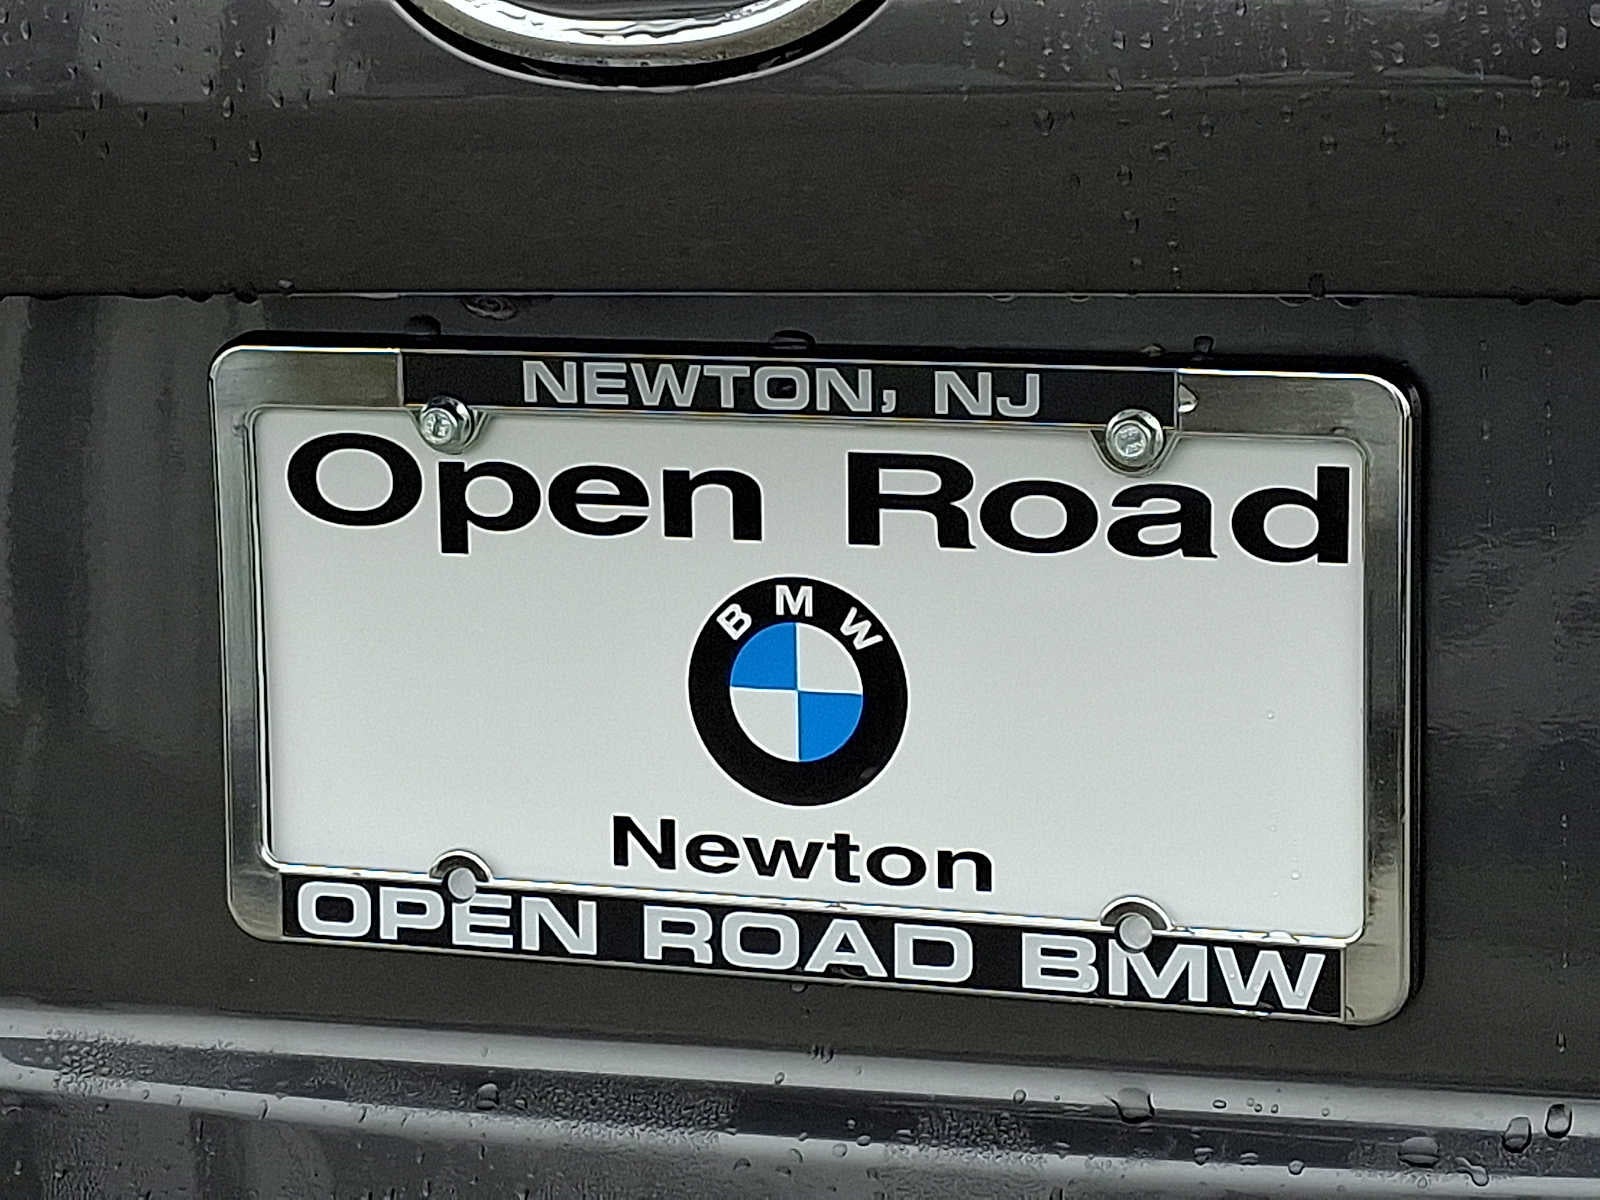 NEWTON, NJ
Open Road
BMW
Newton
OPEN ROAD BMW